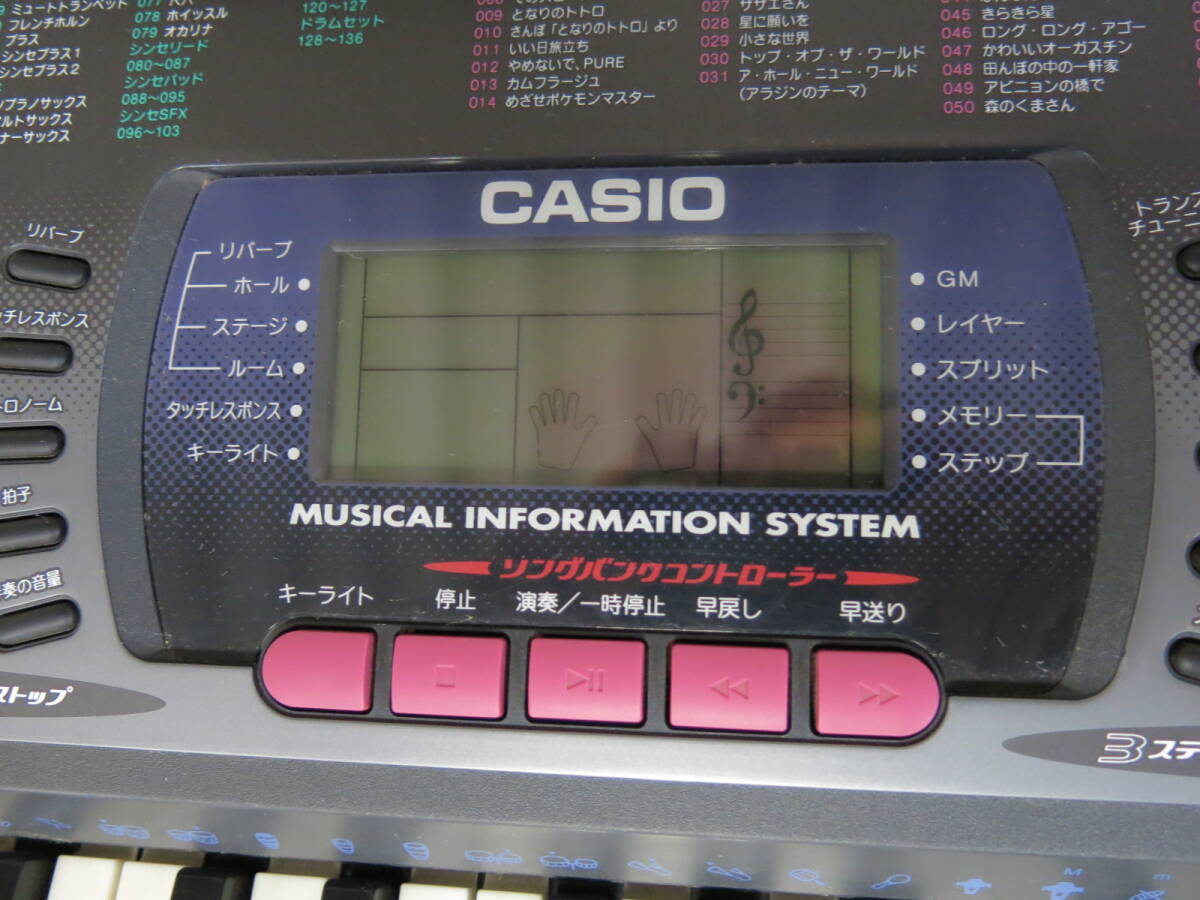 ミュートトランペット
フレンチホルン
ブラス
シンセブラス1
シンセブラス2
078 ホイッスル
079 オカリナ
シンセリード
080〜087
シンセパッド
088〜095
シンセSFX
096〜103
120〜127
ドラムセット
128〜136
009 となりのトトロ
010 さんぽ「となりのトトロ」より
011 いい日旅立ち
012 やめないで、PURE
013 カムフラージュ
014 めざせポケモンマスター
027 サザエさん
028 星に願いを
029 小さな世界
030 トップ・オブ・ザ・ワールド
031 ア・ホール・ニュー・ワールド
（アラジンのテーマ）
045 きらきら星
046 ロング・ロング・アゴー
047 かわいいオーガスチン
048 田んぼの中の一軒家
049 アビニョンの橋で
050 森のくまさん
CASIO
リバーブ
リバーブ
ホール
ステージ
ルーム
タッチレスポンス
キーライト
GM
レイヤー
スプリット
メモリー
ステップ
拍子
MUSICAL INFORMATION SYSTEM
ソングバンクコントローラー
キーライト
停止
演奏／一時停止
早戻し
早送り
ストップ
3ステ
M
m